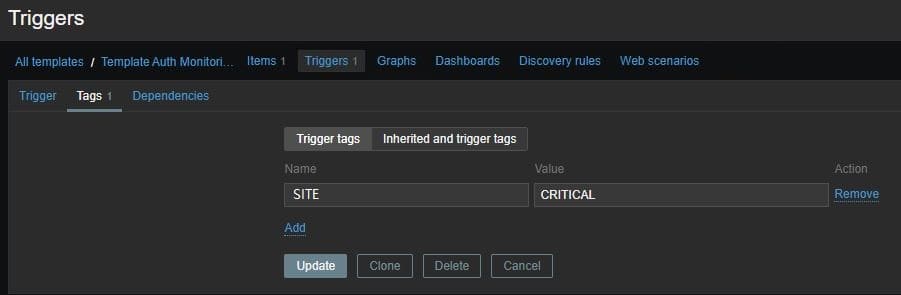 Triggers
All templates / Template Auth Monitori... Items 1 Triggers 1 Graphs Dashboards Discovery rules Web scenarios
Trigger Tags 1 Dependencies
Trigger tags Inherited and trigger tags
Name Value Action
SITE CRITICAL Remove
Add
Update Clone Delete Cancel